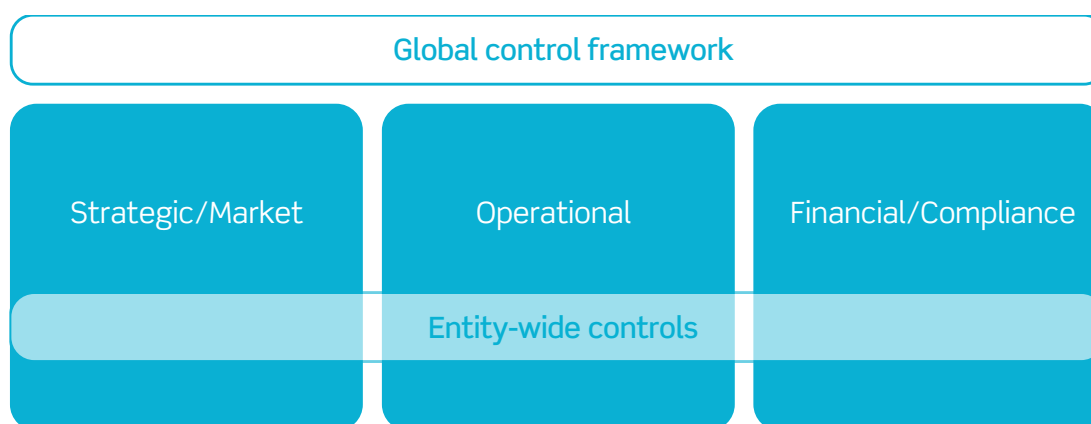 Global control framework
Strategic/Market
Operational
Financial/Compliance
Entity-wide controls